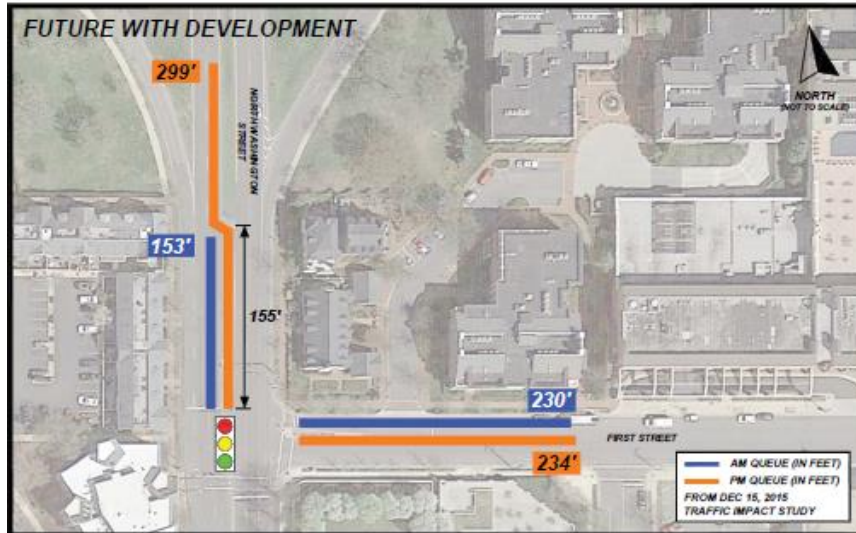 FUTURE WITH DEVELOPMENT
299'
NORTH WASHINGTON
STREET
NORTH
(NOT TO SCALE)
153'
155'
230'
FIRST STREET
234'
AM QUEUE (IN FEET)
PM QUEUE (IN FEET)
FROM DEC 15, 2015
TRAFFIC IMPACT STUDY